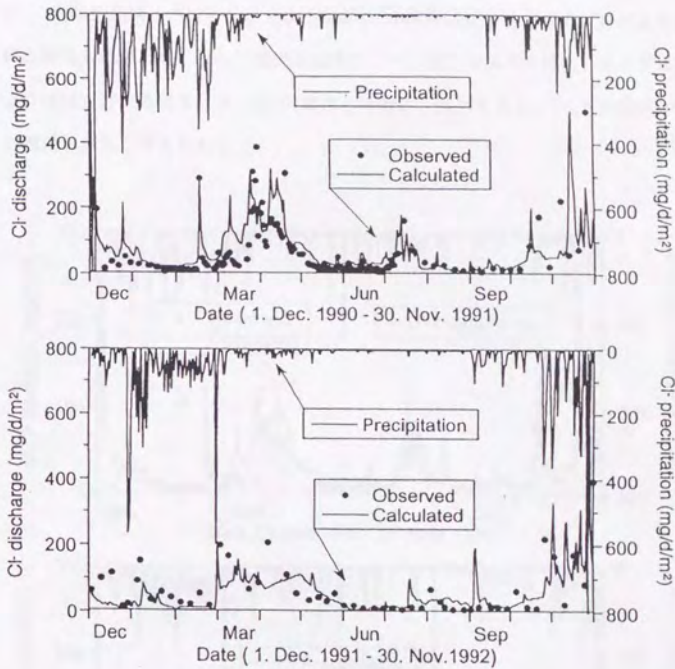 Cl- discharge (mg/d/m²)
800
600
400
200
0
0
200
400
600
800
Cl- precipitation (mg/d/m²)
Precipitation
Observed
Calculated
Dec Mar Jun Sep
Date ( 1. Dec. 1990 - 30. Nov. 1991)
Cl- discharge (mg/d/m²)
800
600
400
200
0
0
200
400
600
800
Cl- precipitation (mg/d/m²)
Precipitation
Observed
Calculated
Dec Mar Jun Sep
Date ( 1. Dec. 1991 - 30. Nov.1992)